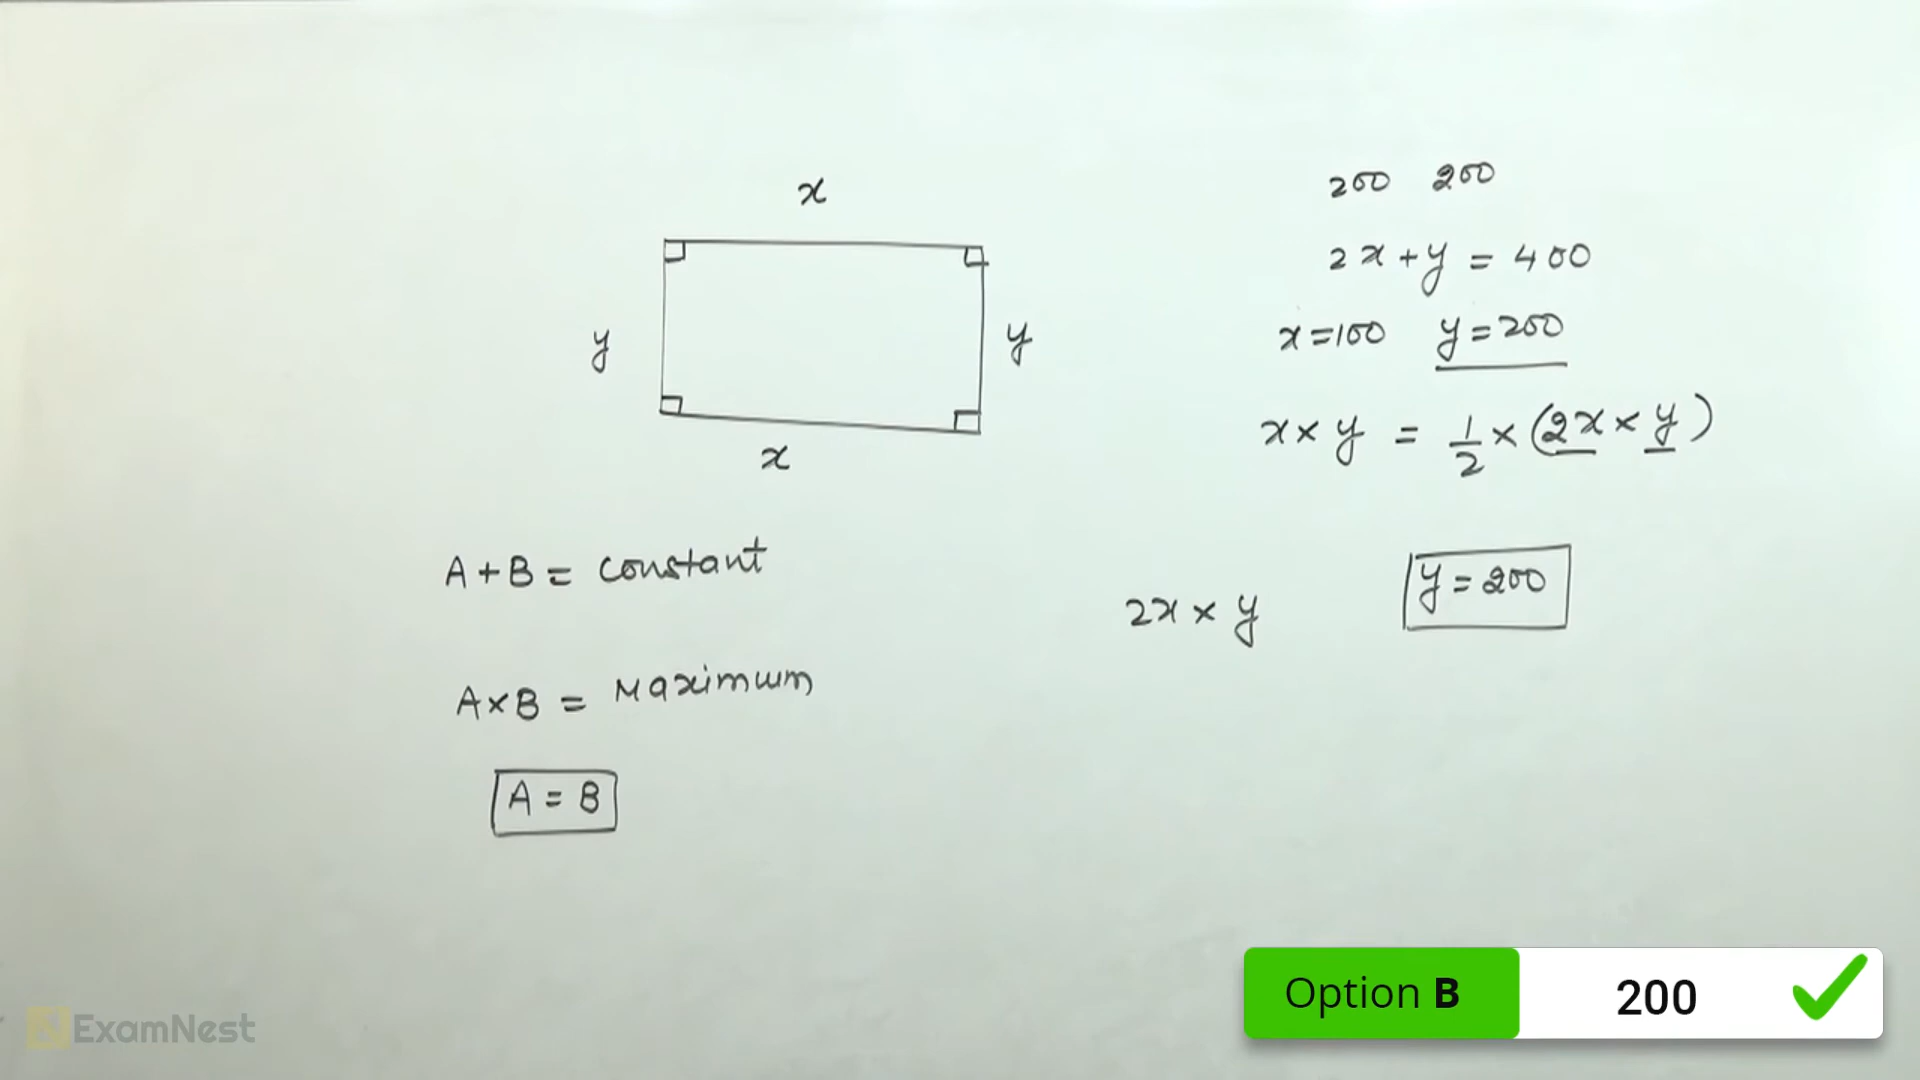 x
y
y
x
A + B = constant
A × B = Maximum
A = B
200 200
2x + y = 400
x = 100 y = 200
x × y = 1/2 × (2x × y)
2x × y
y = 200
Option B 200
ExamNest